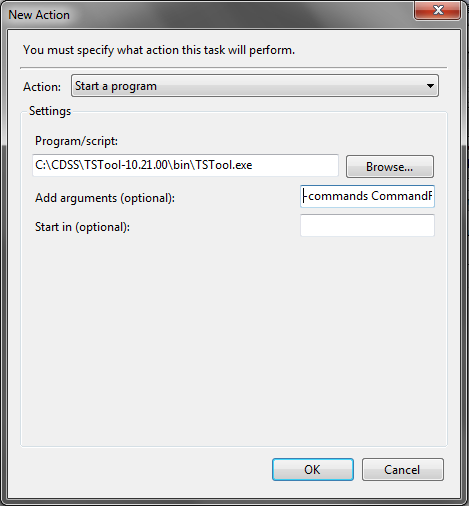 New Action
You must specify what action this task will perform.
Action: Start a program
Settings
Program/script:
C:\CDSS\TSTool-10.21.00\bin\TSTool.exe Browse...
Add arguments (optional): -commands
Start in (optional):
OK Cancel